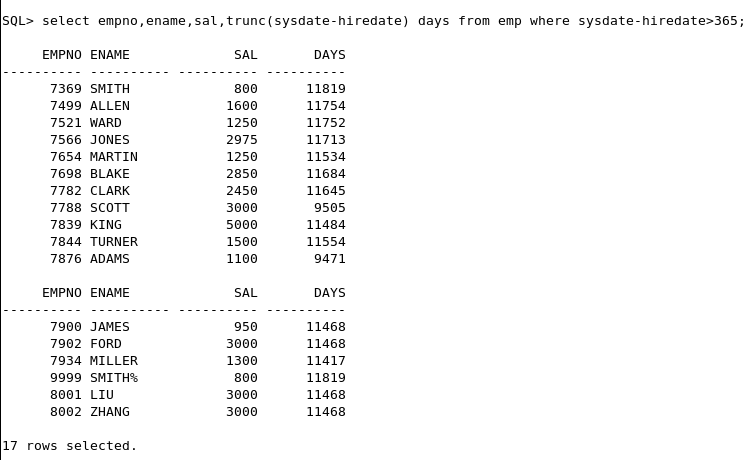 SQL> select empno,ename,sal,trunc(sysdate-hiredate) days from emp where sysdate-hiredate>365;
     EMPNO ENAME             SAL       DAYS
---------- ---------- ---------- ----------
      7369 SMITH             800      11819
      7499 ALLEN            1600      11754
      7521 WARD             1250      11752
      7566 JONES            2975      11713
      7654 MARTIN           1250      11534
      7698 BLAKE            2850      11684
      7782 CLARK            2450      11645
      7788 SCOTT            3000       9505
      7839 KING             5000      11484
      7844 TURNER           1500      11554
      7876 ADAMS            1100       9471
     EMPNO ENAME             SAL       DAYS
---------- ---------- ---------- ----------
      7900 JAMES             950      11468
      7902 FORD             3000      11468
      7934 MILLER           1300      11417
      9999 SMITH%            800      11819
      8001 LIU              3000      11468
      8002 ZHANG            3000      11468
17 rows selected.